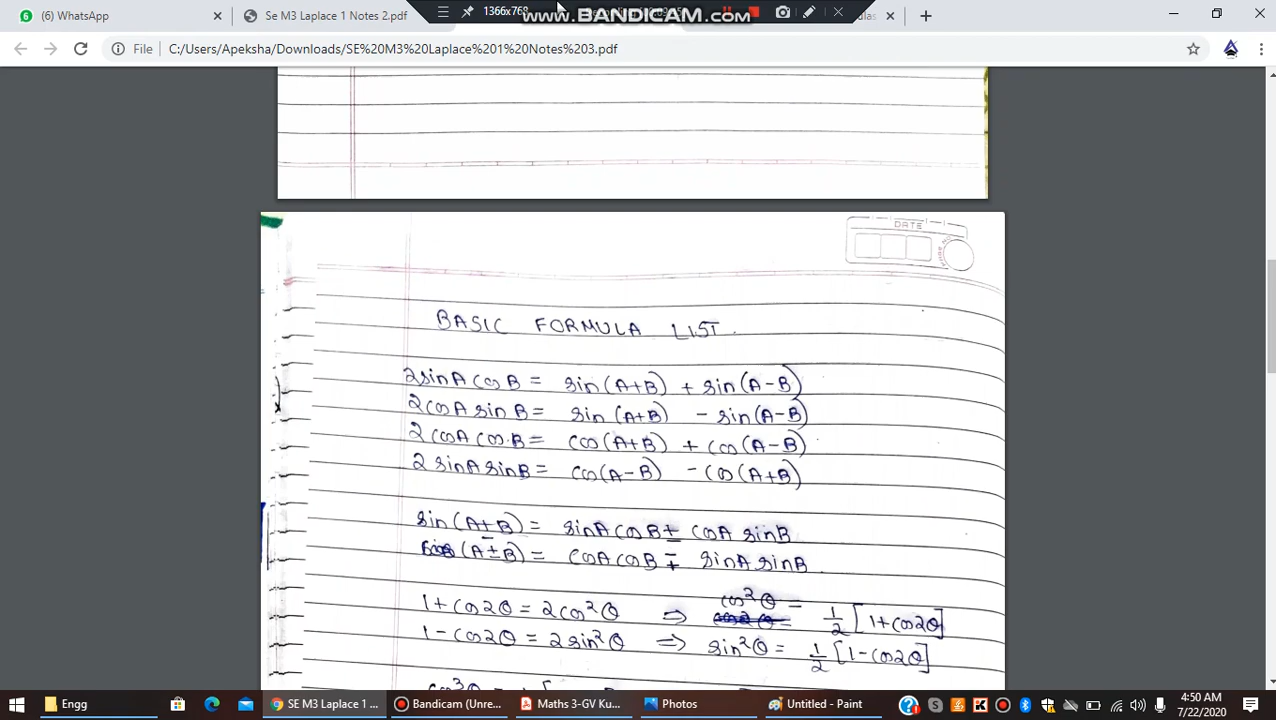 WhatsApp
Se M3 Laplace 1 Notes 2.pdf
1366x768
www.BANDICAM.com
File | C:/Users/Apeksha/Downloads/SE%20M3%20Laplace%201%20Notes%203.pdf
DATE
BASIC FORMULA LIST.
2sinA cosB = sin(A+B) + sin(A-B)
2cosA sinB = sin(A+B) - sin(A-B)
2cosA cosB = cos(A+B) + cos(A-B)
2sinA sinB = cos(A-B) - cos(A+B)
sin(A±B) = sinA cosB ± cosA sinB
cos(A±B) = cosA cosB ∓ sinA sinB
1+cos2θ = 2cos²θ ⇒ cos²θ = 1/2 [1+cos2θ]
1-cos2θ = 2sin²θ ⇒ sin²θ = 1/2 [1-cos2θ]
Engg
SE M3 Laplace 1 ...
Bandicam (Unre...
Maths 3-GV Ku...
Photos
Untitled - Paint
4:50 AM
7/22/2020